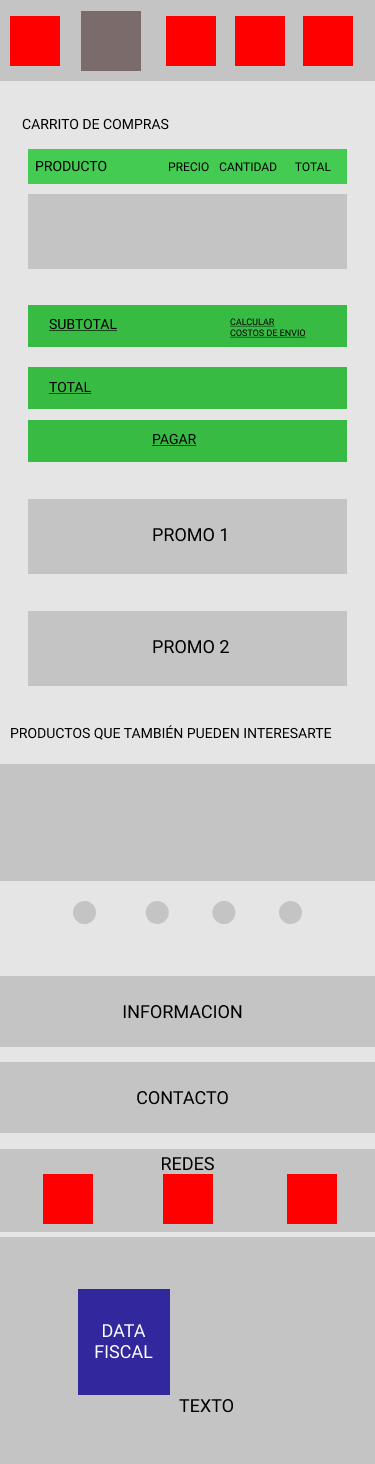 CARRITO DE COMPRAS
PRODUCTO PRECIO CANTIDAD TOTAL
SUBTOTAL CALCULAR
COSTOS DE ENVIO
TOTAL
PAGAR
PROMO 1
PROMO 2
PRODUCTOS QUE TAMBIÉN PUEDEN INTERESARTE
INFORMACION
CONTACTO
REDES
DATA
FISCAL
TEXTO